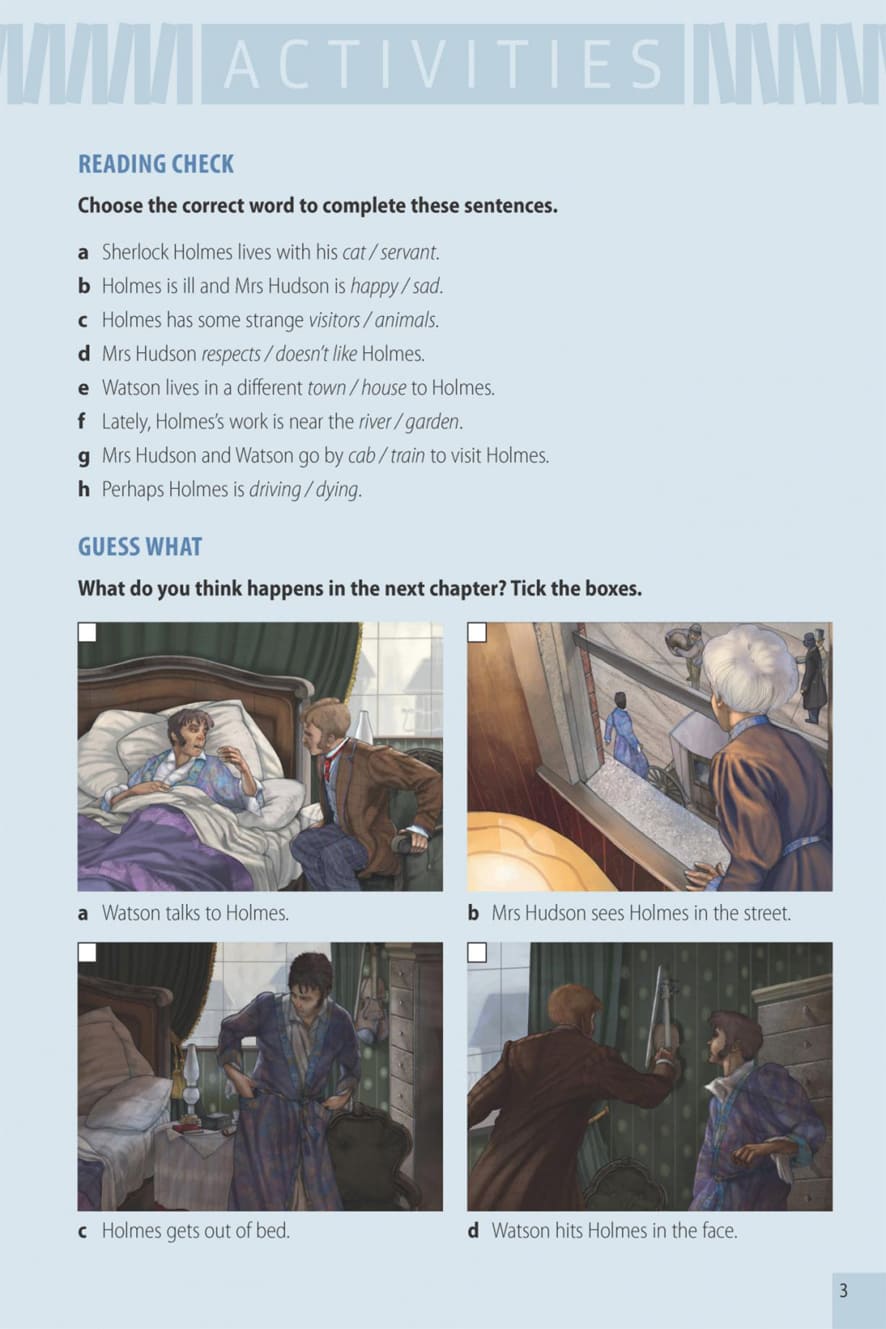 ACTIVITIES
READING CHECK
Choose the correct word to complete these sentences.
a Sherlock Holmes lives with his cat / servant.
b Holmes is ill and Mrs Hudson is happy / sad.
c Holmes has some strange visitors / animals.
d Mrs Hudson respects / doesn't like Holmes.
e Watson lives in a different town / house to Holmes.
f Lately, Holmes's work is near the river / garden.
g Mrs Hudson and Watson go by cab / train to visit Holmes.
h Perhaps Holmes is driving / dying.
GUESS WHAT
What do you think happens in the next chapter? Tick the boxes.
a Watson talks to Holmes.
b Mrs Hudson sees Holmes in the street.
c Holmes gets out of bed.
d Watson hits Holmes in the face.
3